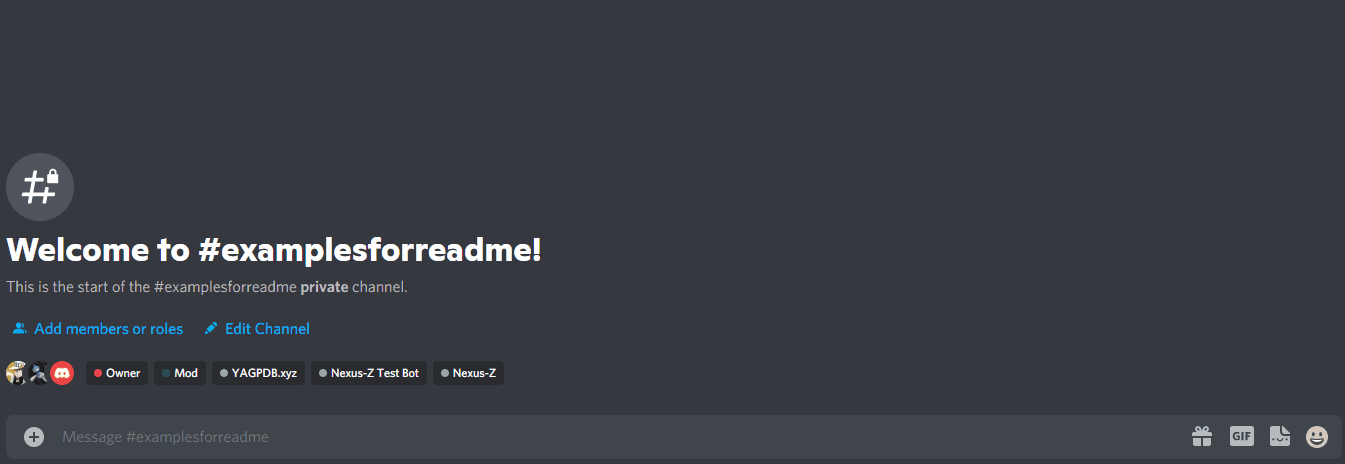 Welcome to #examplesforreadme!
This is the start of the #examplesforreadme private channel.
Add members or roles Edit Channel
Owner Mod YAGPDB.xyz Nexus-Z Test Bot Nexus-Z
Message #examplesforreadme GIF